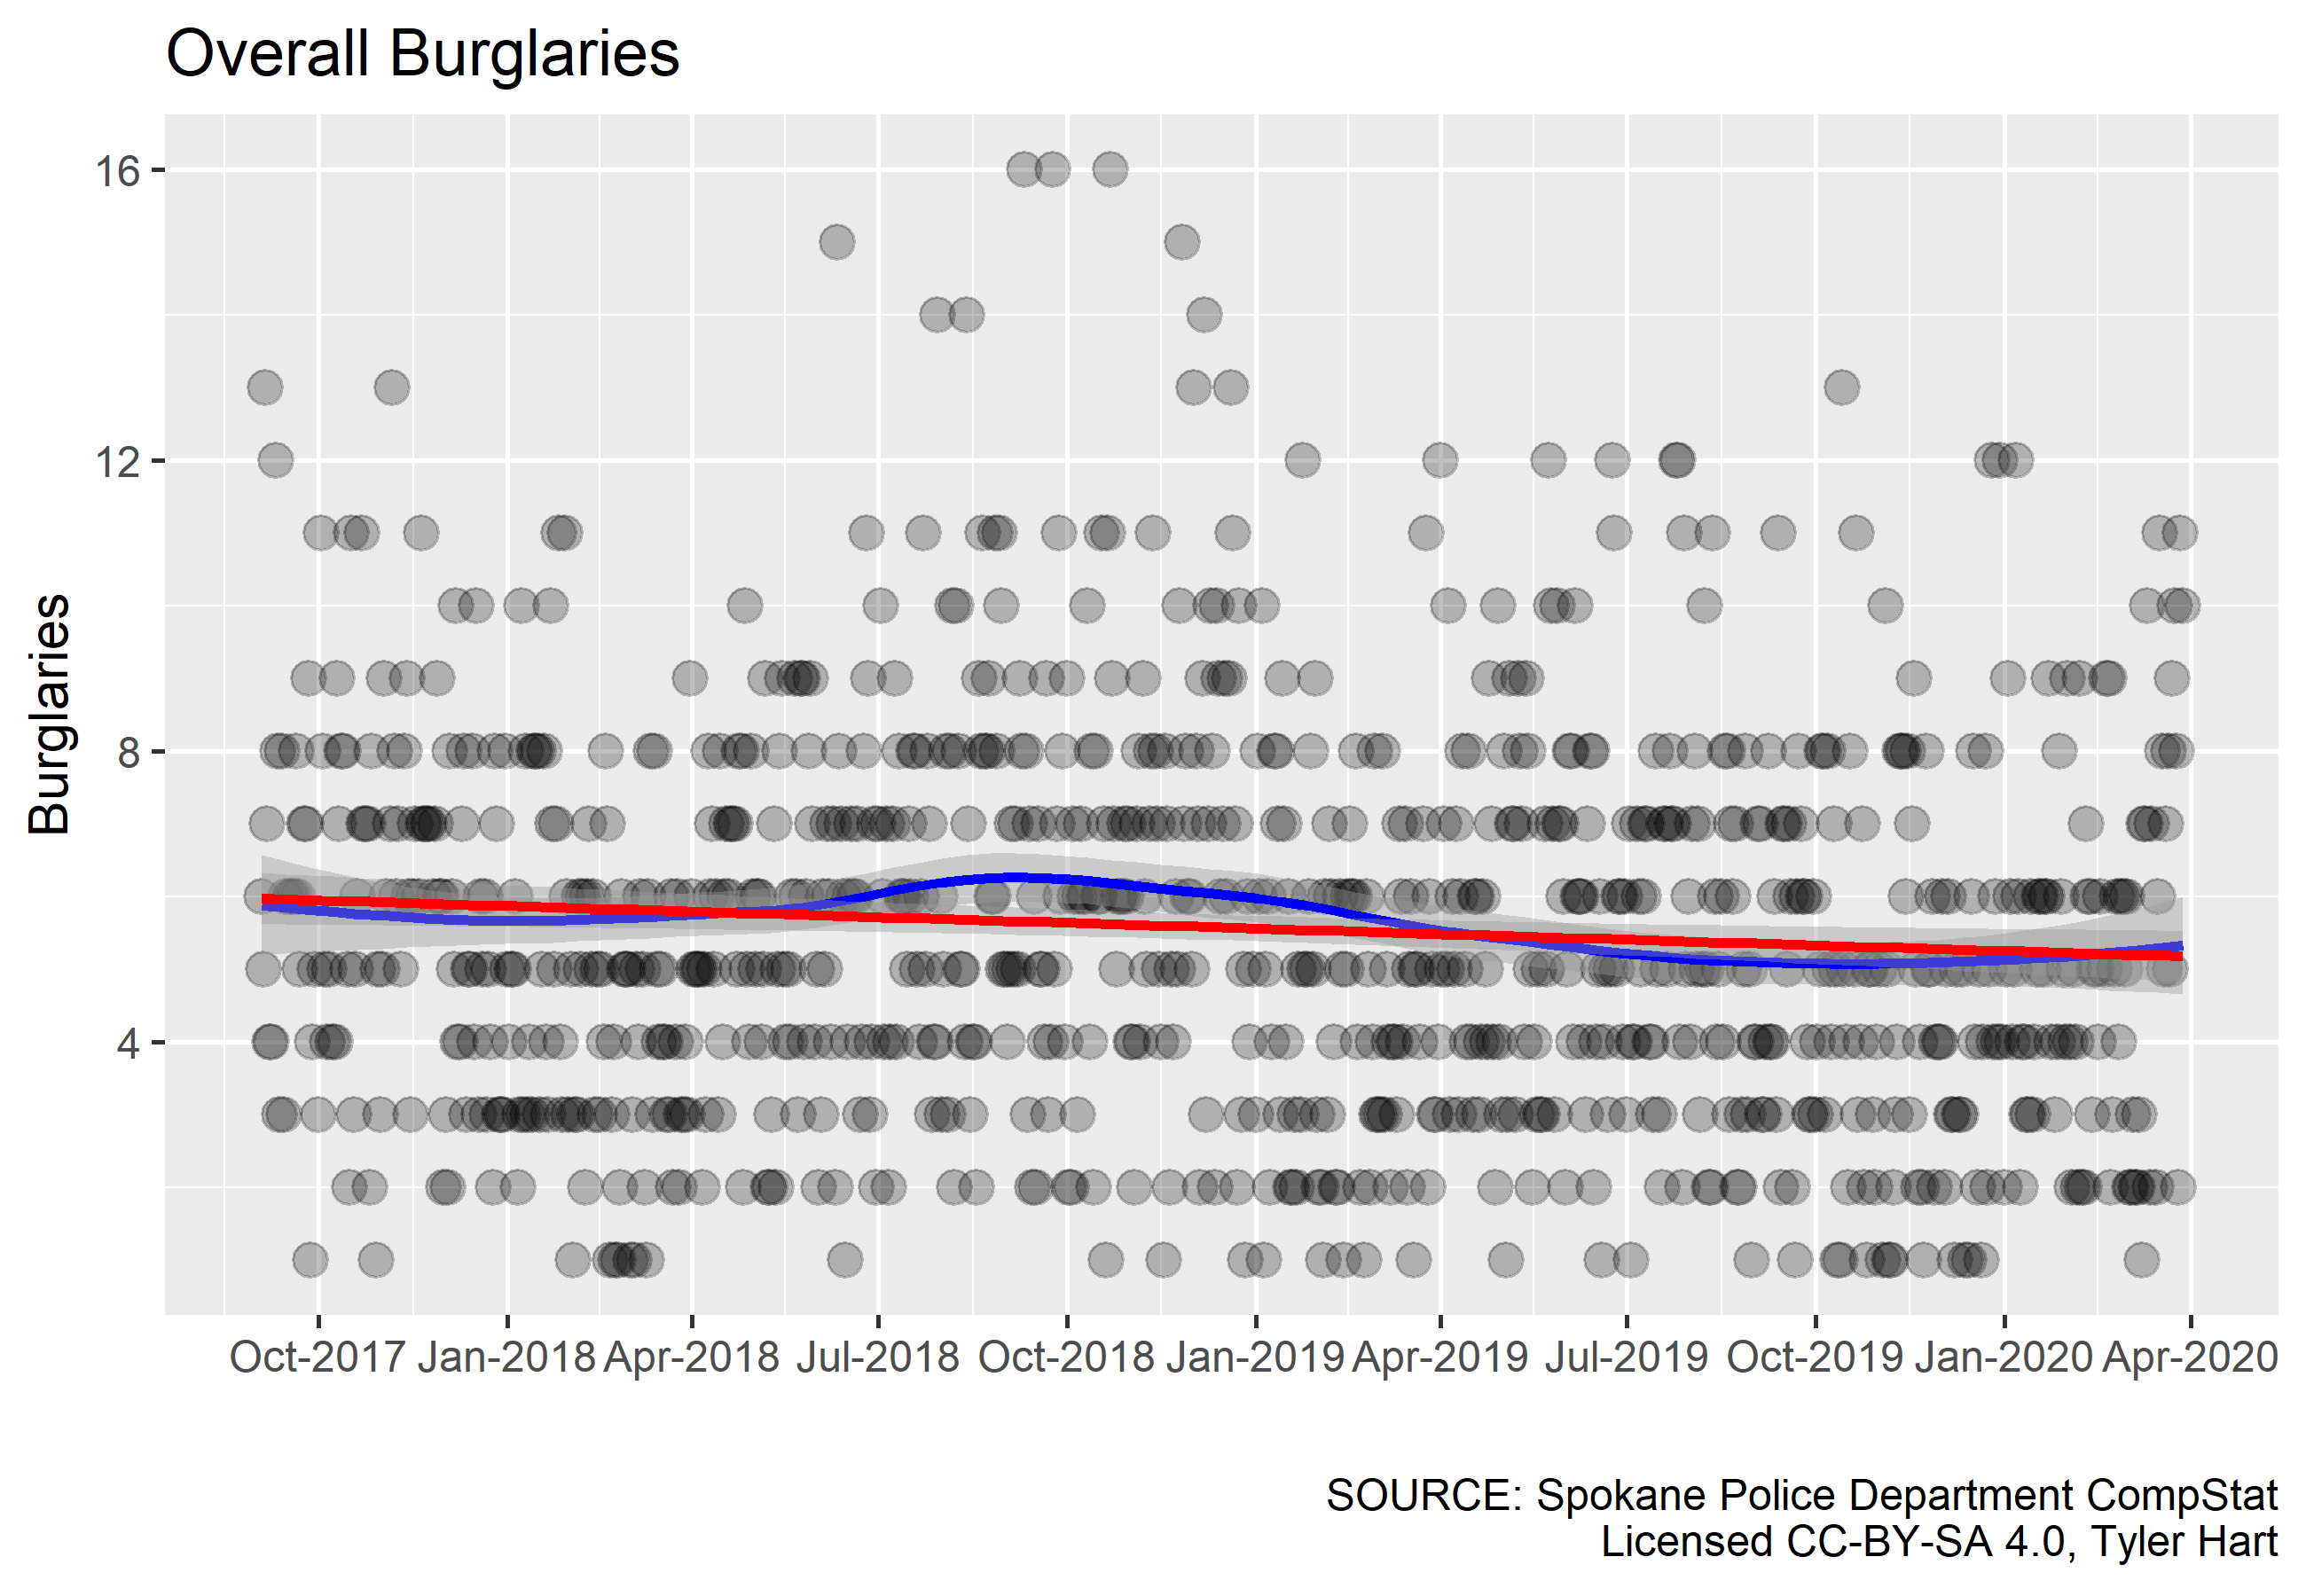 Overall Burglaries
Burglaries
16
12
8
4
Oct-2017 Jan-2018 Apr-2018 Jul-2018 Oct-2018 Jan-2019 Apr-2019 Jul-2019 Oct-2019 Jan-2020 Apr-2020
SOURCE: Spokane Police Department CompStat
Licensed CC-BY-SA 4.0, Tyler Hart